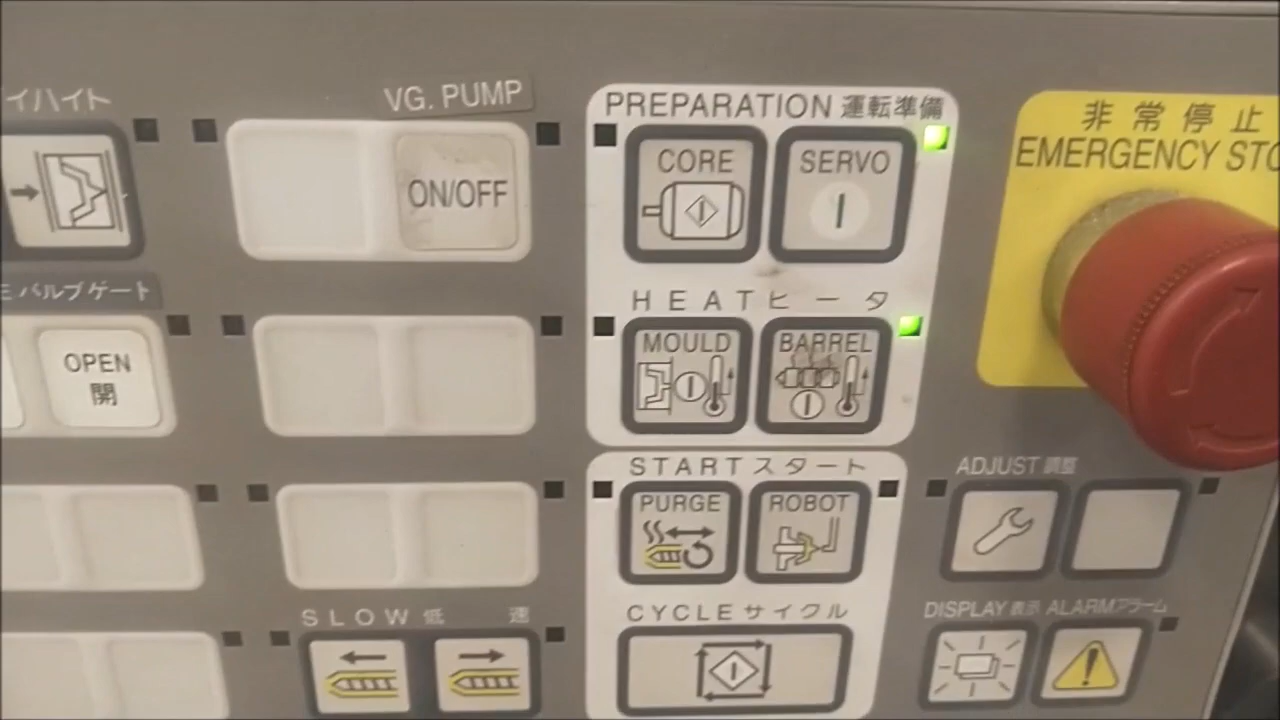 イハイト
VG. PUMP
ON/OFF
PREPARATION 運転準備
CORE
SERVO
非常停止
EMERGENCY
バルブゲート
OPEN
開
HEAT ヒータ
MOULD
BARREL
START スタート
PURGE
ROBOT
ADJUST 調整
SLOW 低速
CYCLE サイクル
DISPLAY 表示
ALARM アラーム